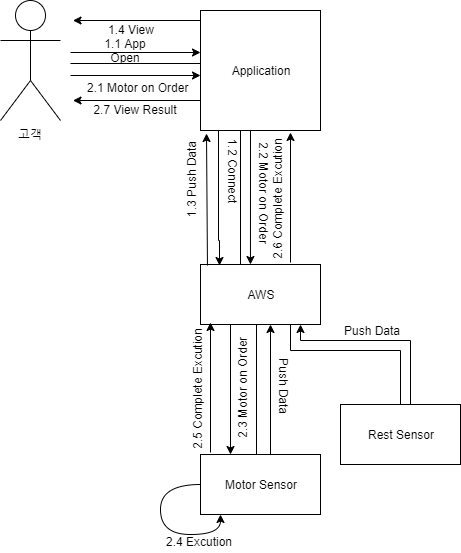 1.4 View
1.1 App
Open
2.1 Motor on Order
2.7 View Result
고객
Application
1.3 Push Data
1.2 Connect
2.2 Motor on Order
2.6 Complete Excution
AWS
Push Data
2.5 Complete Excution
2.3 Motor on Order
Push Data
Rest Sensor
Motor Sensor
2.4 Excution